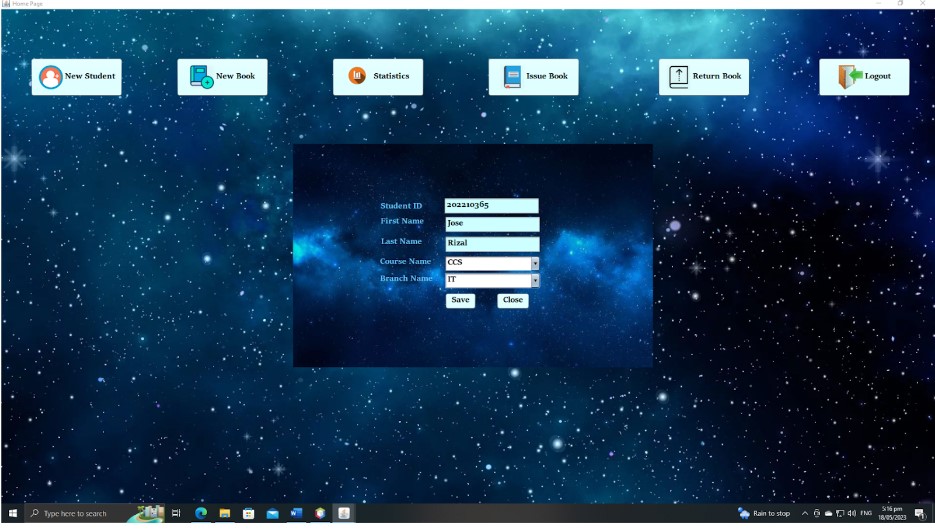 Home Page
New Student
New Book
Statistics
Issue Book
Return Book
Logout
Student ID 202210365
First Name Jose
Last Name Rizal
Course Name CCS
Branch Name IT
Save Close
Type here to search
Rain to stop
ENG
5:16 pm
18/05/2023